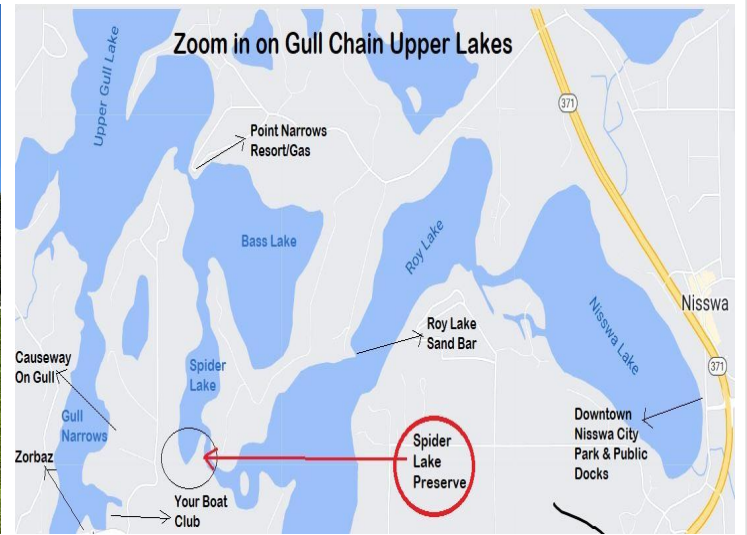 Zoom in on Gull Chain Upper Lakes
Upper Gull Lake
371
Point Narrows
Resort/Gas
Bass Lake
Roy Lake
Nisswa Lake
Nisswa
Roy Lake
Sand Bar
371
Causeway
On Gull
Spider
Lake
Gull
Narrows
Downtown
Nisswa City
Park & Public
Docks
Spider
Lake
Preserve
Zorbaz
Your Boat
Club